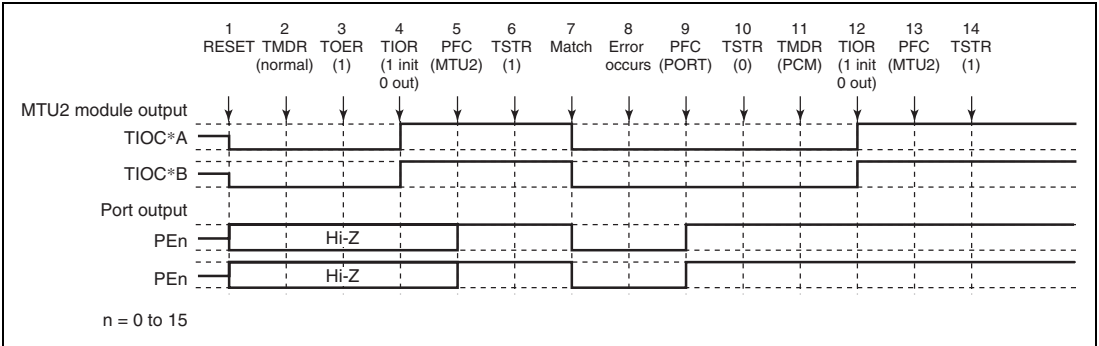 1 2 3 4 5 6 7 8 9 10 11 12 13 14
RESET TMDR TOER TIOR PFC TSTR Match Error PFC TSTR TMDR TIOR PFC TSTR
(normal) (1) (1 init (MTU2) (1) occurs (PORT) (0) (PCM) (1 init (MTU2) (1)
0 out) 0 out)
MTU2 module output
TIOC*A
TIOC*B
Port output
PEn Hi-Z
PEn Hi-Z
n = 0 to 15